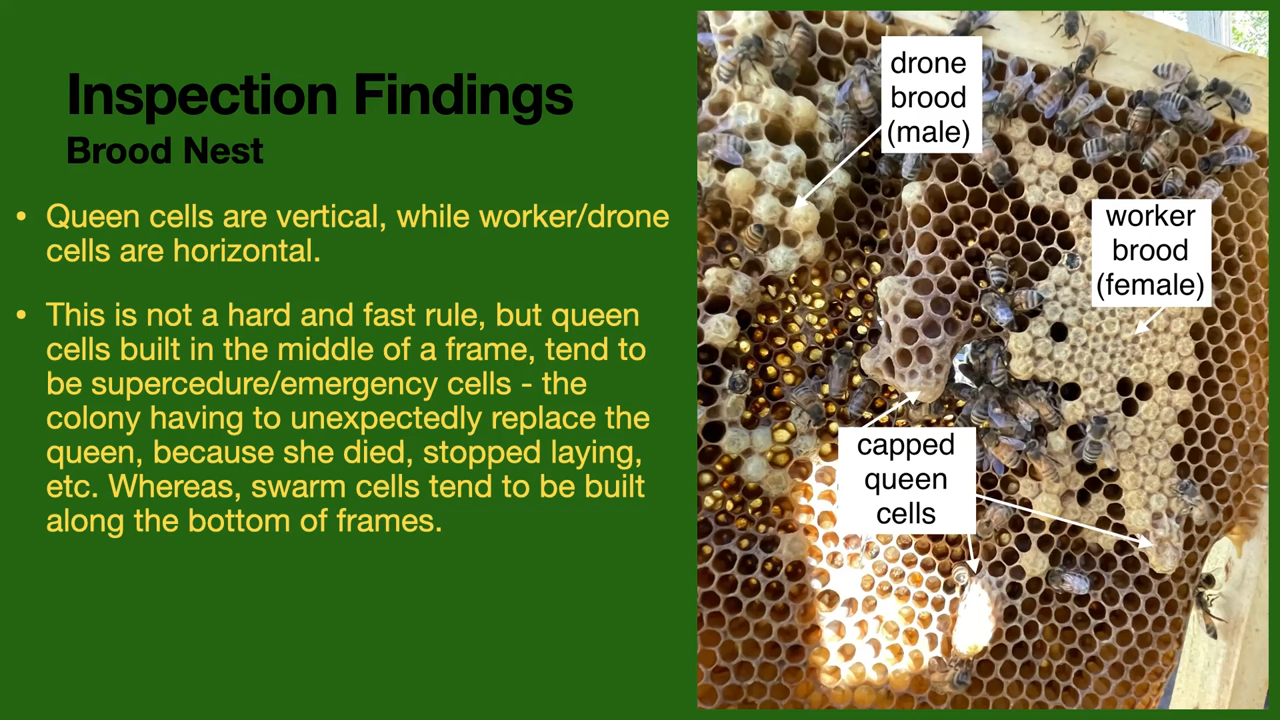 Inspection Findings
Brood Nest
• Queen cells are vertical, while worker/drone
cells are horizontal.
• This is not a hard and fast rule, but queen
cells built in the middle of a frame, tend to
be supercedure/emergency cells - the
colony having to unexpectedly replace the
queen, because she died, stopped laying,
etc. Whereas, swarm cells tend to be built
along the bottom of frames.
drone
brood
(male)
worker
brood
(female)
capped
queen
cells